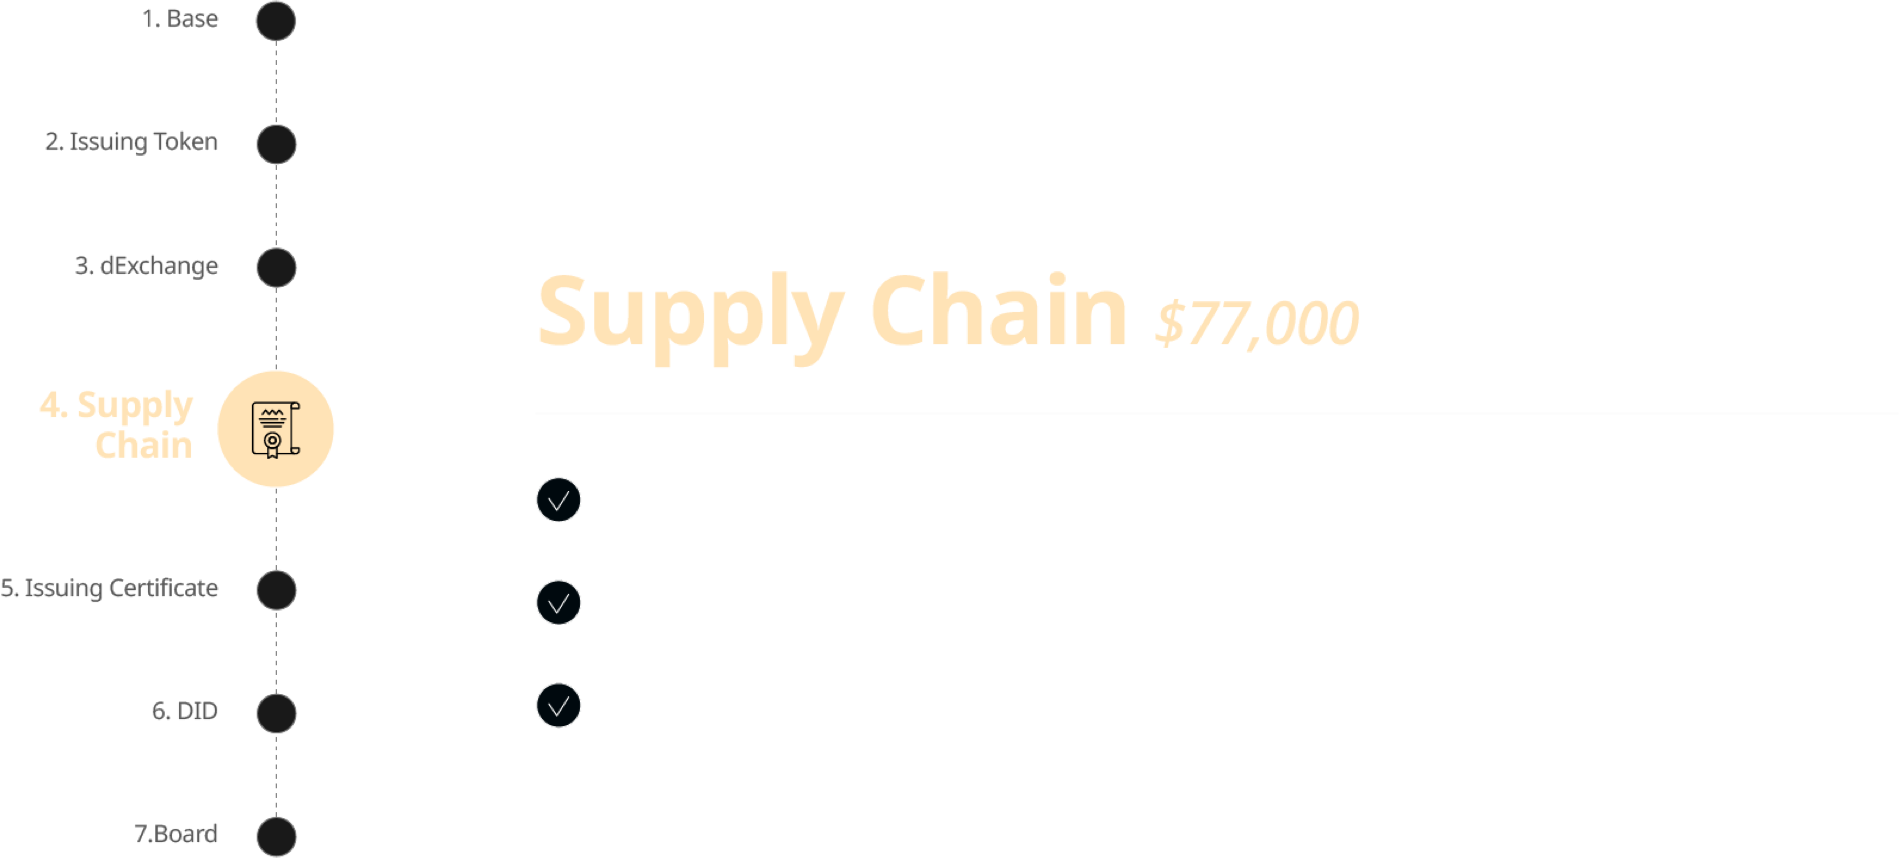 1. Base
2. Issuing Token
3. dExchange
4. Supply
Chain
5. Issuing Certificate
6. DID
7.Board
Supply Chain $77,000